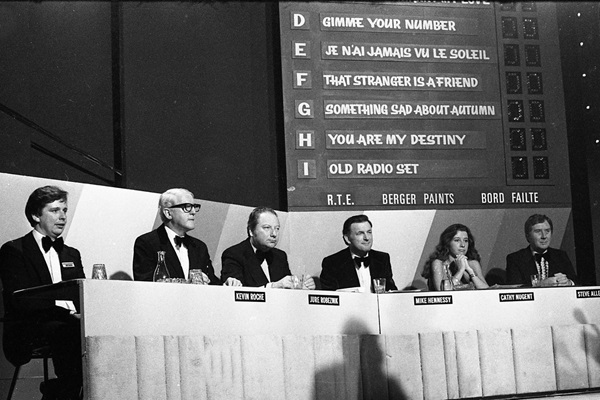 D GIMME YOUR NUMBER
E JE N'AI JAMAIS VU LE SOLEIL
F THAT STRANGER IS A FRIEND
G SOMETHING SAD ABOUT AUTUMN
H YOU ARE MY DESTINY
I OLD RADIO SET
R.T.E. BERGER PAINTS BORD FAILTE
KEVIN ROCHE JURE ROBEZNIK MIKE HENNESSY CATHY NUGENT STEVE ALLE